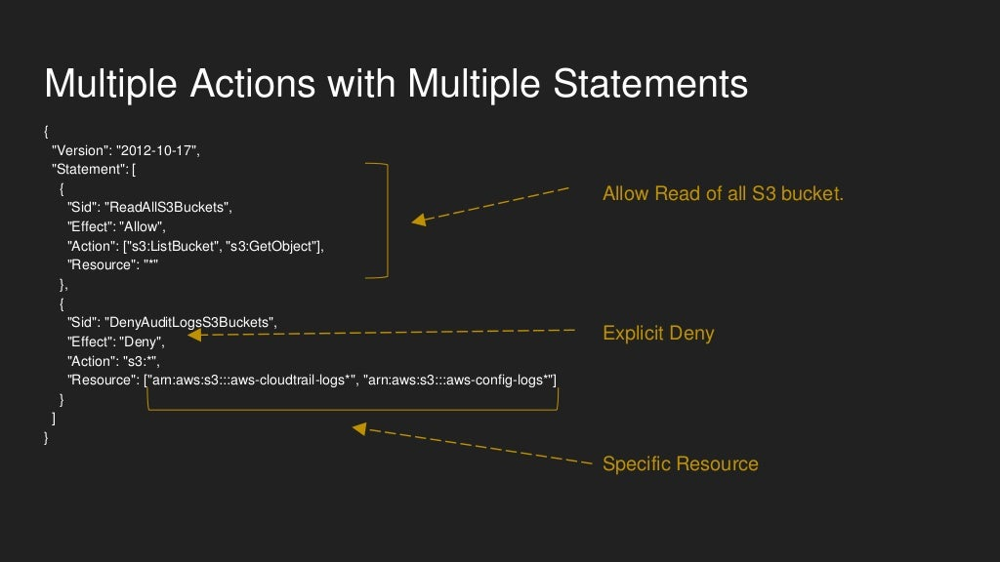 Multiple Actions with Multiple Statements
{
"Version": "2012-10-17",
"Statement": [
{
"Sid": "ReadAllS3Buckets",
"Effect": "Allow",
"Action": ["s3:ListBucket", "s3:GetObject"],
"Resource": "*"
},
{
"Sid": "DenyAuditLogsS3Buckets",
"Effect": "Deny",
"Action": "s3:*",
"Resource": ["arn:aws:s3:::aws-cloudtrail-logs*", "arn:aws:s3:::aws-config-logs*"]
}
]
}
Allow Read of all S3 bucket.
Explicit Deny
Specific Resource